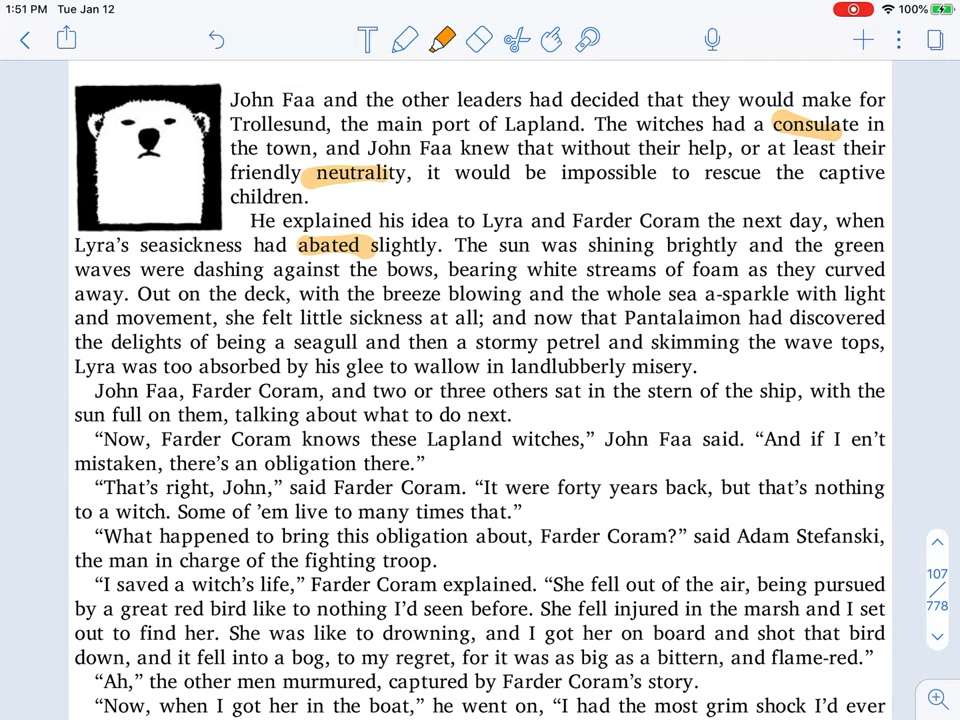 1:51 PM Tue Jan 12
100%
John Faa and the other leaders had decided that they would make for
Trollesund, the main port of Lapland. The witches had a consulate in
the town, and John Faa knew that without their help, or at least their
friendly neutrality, it would be impossible to rescue the captive
children.
He explained his idea to Lyra and Farder Coram the next day, when
Lyra’s seasickness had abated slightly. The sun was shining brightly and the green
waves were dashing against the bows, bearing white streams of foam as they curved
away. Out on the deck, with the breeze blowing and the whole sea a-sparkle with light
and movement, she felt little sickness at all; and now that Pantalaimon had discovered
the delights of being a seagull and then a stormy petrel and skimming the wave tops,
Lyra was too absorbed by his glee to wallow in landlubberly misery.
John Faa, Farder Coram, and two or three others sat in the stern of the ship, with the
sun full on them, talking about what to do next.
“Now, Farder Coram knows these Lapland witches,” John Faa said. “And if I en’t
mistaken, there’s an obligation there.”
“That’s right, John,” said Farder Coram. “It were forty years back, but that’s nothing
to a witch. Some of ’em live to many times that.”
“What happened to bring this obligation about, Farder Coram?” said Adam Stefanski,
the man in charge of the fighting troop.
“I saved a witch’s life,” Farder Coram explained. “She fell out of the air, being pursued
by a great red bird like to nothing I’d seen before. She fell injured in the marsh and I set
out to find her. She was like to drowning, and I got her on board and shot that bird
down, and it fell into a bog, to my regret, for it was as big as a bittern, and flame-red.”
“Ah,” the other men murmured, captured by Farder Coram’s story.
“Now, when I got her in the boat,” he went on, “I had the most grim shock I’d ever
107
/
778